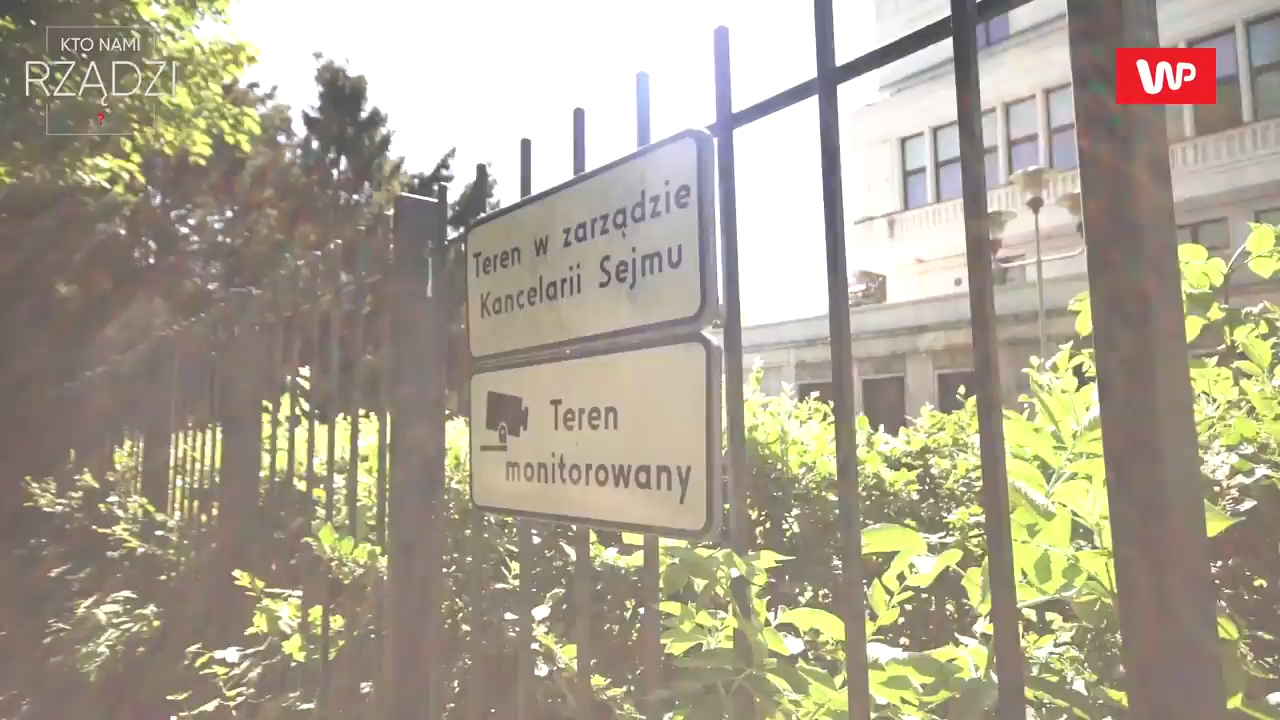 KTO NAMI
RZĄDZI
?
WP
Teren w zarządzie
Kancelarii Sejmu
Teren
monitorowany